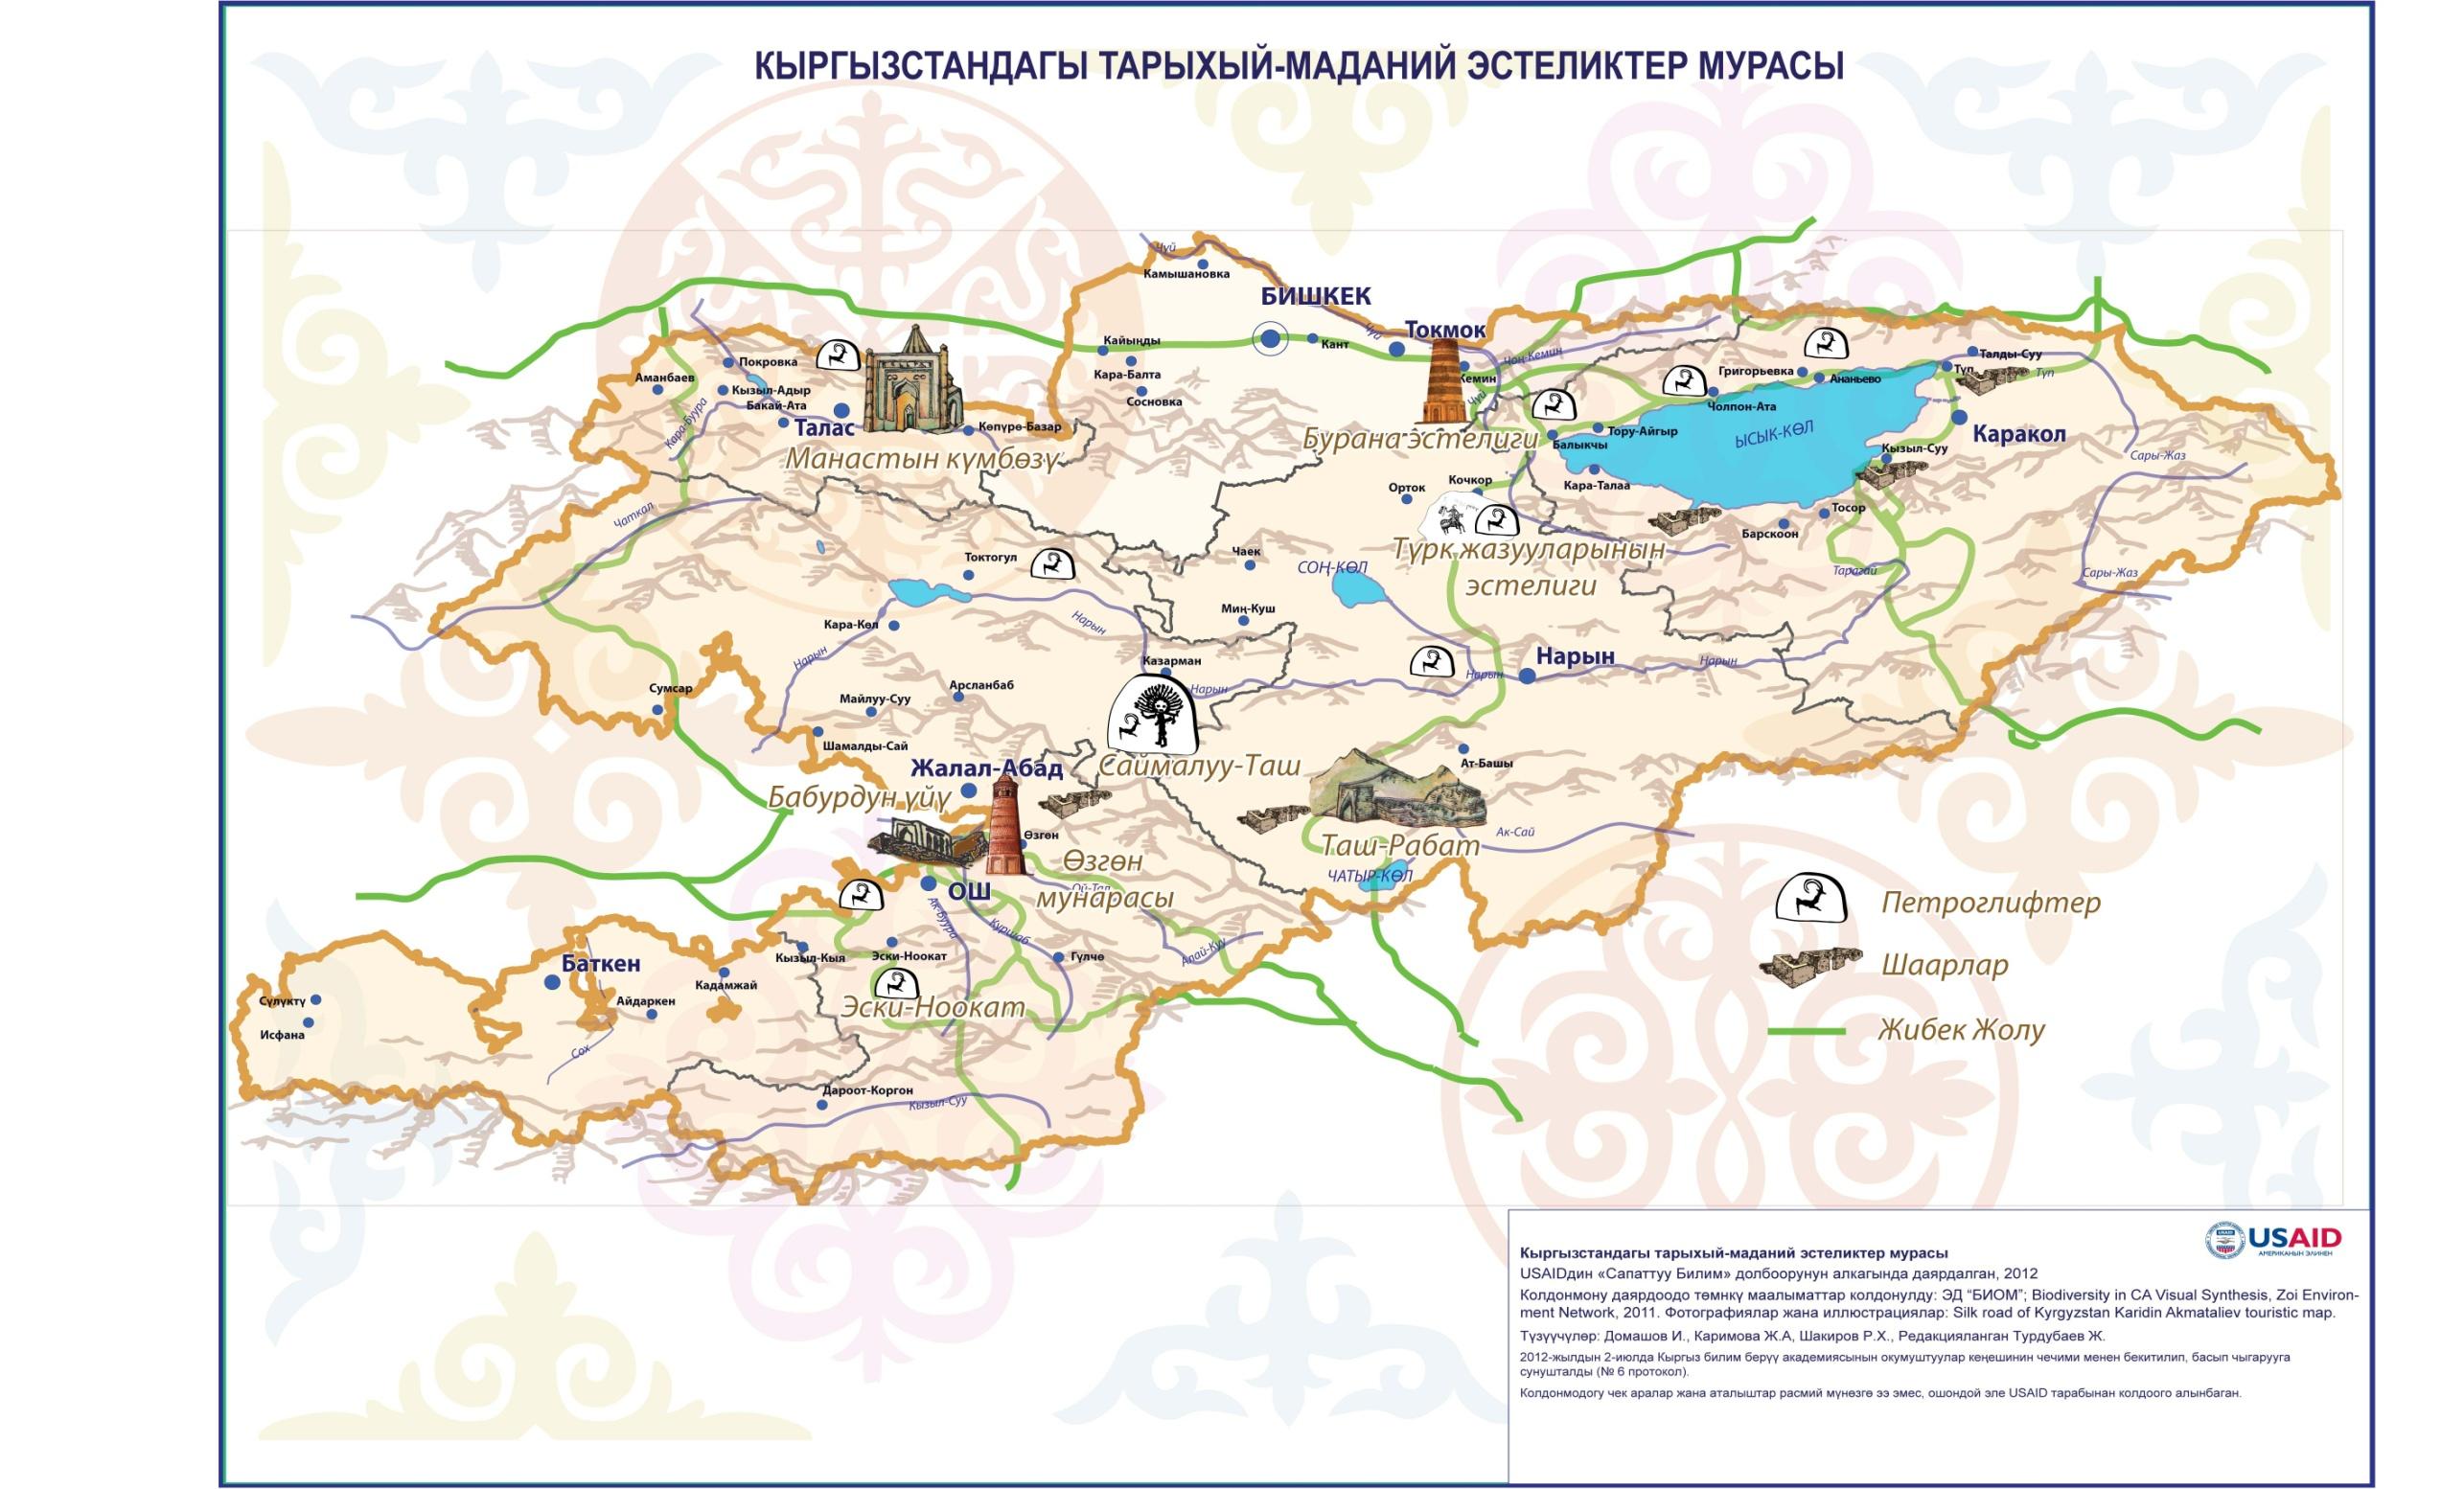 КЫРГЫЗСТАНДАГЫ ТАРЫХЫЙ-МАДАНИЙ ЭСТЕЛИКТЕР МУРАСЫ
Чуй
Камышановка
БИШКЕК
Чуй
Токмок
Кант
Кайыңды
Кара-Балта
Сосновка
Кемин
Чуй
Чоң-Кемин
Покровка
Аманбаев
Кызыл-Адыр
Бакай-Ата
Кара-Буура
Талас
Көпүрө-Базар
Манастын күмбөзү
Бурана эстелиги
Григорьевка
Ананьево
Талды-Суу
Түп
Түп
Чолпон-Ата
Тору-Айгыр
Балыкчы
ЫСЫК-КӨЛ
Каракол
Кызыл-Суу
Сары-Жаз
Кара-Талаа
Кочкор
Орток
Тосор
Барскоон
Түрк жазууларынын
эстелиги
Чаткал
Токтогул
Чаек
СОҢ-КӨЛ
Тарагай
Сары-Жаз
Кара-Көл
Нарын
Нарын
Миң-Куш
Казарман
Нарын
Нарын
Нарын
Нарын
Сумсар
Майлуу-Суу
Арсланбаб
Шамалды-Сай
Жалал-Абад
Саймалуу-Таш
Ат-Башы
Бабурдун үйү
Өзгөн
Өзгөн
мунарасы
Таш-Рабат
Ак-Сай
ЧАТЫР-КӨЛ
ОШ
Ой-Тал
Ак-Буура
Куршаб
Алай-Куу
Петроглифтер
Шаарлар
Жибек Жолу
Баткен
Кызыл-Кыя
Эски-Ноокат
Гүлчө
Кадамжай
Айдаркен
Эски-Ноокат
Сүлүктү
Исфана
Сох
Дароот-Коргон
Кызыл-Суу
USAID
АМЕРИКАНЫН ЭЛИНЕН
Кыргызстандагы тарыхый-маданий эстеликтер мурасы
USAIDдин «Сапаттуу Билим» долбоорунун алкагында даярдалган, 2012
Колдонмону даярдоодо төмнкү маалыматтар колдонулду: ЭД “БИОМ”; Biodiversity in CA Visual Synthesis, Zoi Environ-
ment Network, 2011. Фотографиялар жана иллюстрациялар: Silk road of Kyrgyzstan Karidin Akmataliev touristic map.
Түзүүчүлөр: Домашов И., Каримова Ж.А, Шакиров Р.Х., Редакцияланган Турдубаев Ж.
2012-жылдын 2-июлда Кыргыз билим берүү академиясынын окумуштуулар кеңешинин чечими менен бекитилип, басып чыгарууга
сунушталды (№ 6 протокол).
Колдонмодогу чек аралар жана аталыштар расмий мүнөзгө ээ эмес, ошондой эле USAID тарабынан колдоого алынбаган.